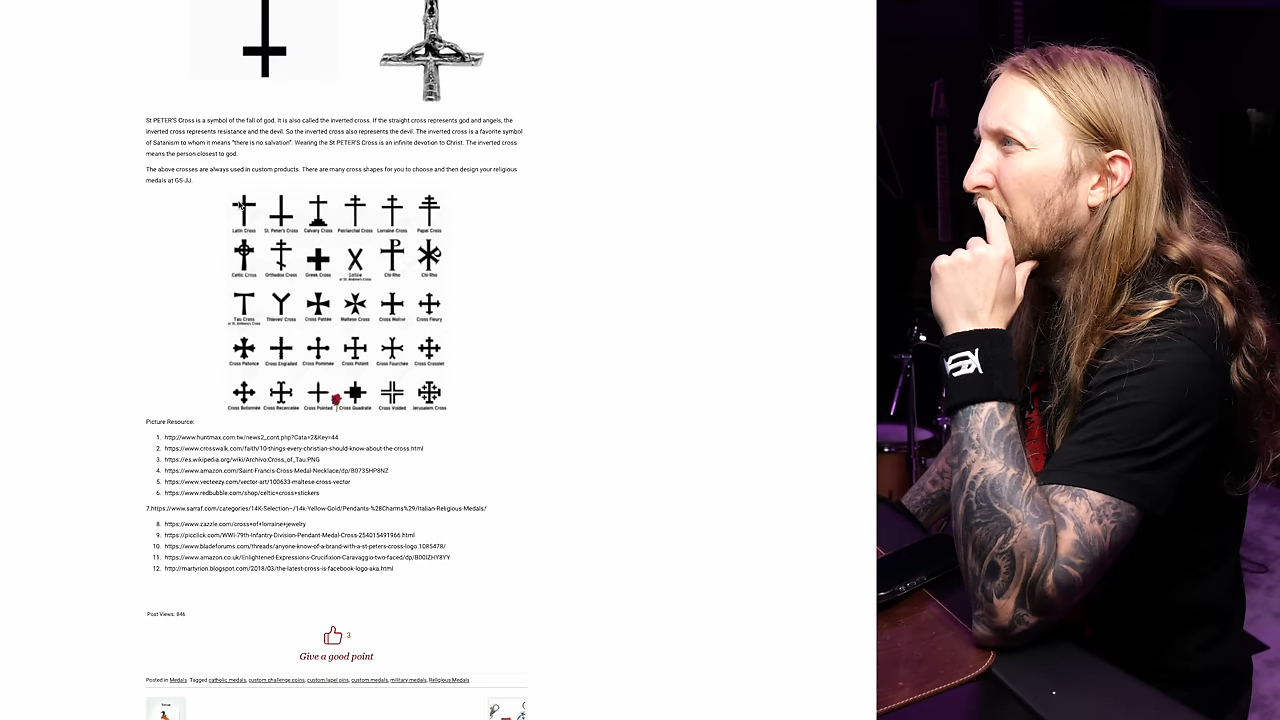 St PETER'S Cross is a symbol of the fall of god. It is also called the inverted cross. If the straight cross represents god and angels, the
inverted cross represents resistance and the devil. So the inverted cross also represents the devil. The inverted cross is a favorite symbol
of Satanism to whom it means "there is no salvation". Wearing the St PETER'S Cross is an infinite devotion to Christ. The inverted cross
means the person closest to god.
The above crosses are always used in custom products. There are many cross shapes for you to choose and then design your religious
medals at GS-JJ.
Latin Cross St. Peter's Cross Calvary Cross Patriarchal Cross Lorraine Cross Papal Cross
Celtic Cross Orthodox Cross Greek Cross Saltire Chi-Rho Chi-Rho
or St. Andrew's Cross
Tau Cross Thieves' Cross Cross Pattée Maltese Cross Cross Moline Cross Fleury
or St. Anthony's Cross
Cross Patonce Cross Engrailed Cross Pommée Cross Potent Cross Fourchée Cross Crosslet
Cross Bottonnée Cross Recercelée Cross Pointed Cross Quadrate Cross Voided Jerusalem Cross
Picture Resource:
1. http://www.huntmax.com.tw/news2_cont.php?Cata=2&Key=44
2. https://www.crosswalk.com/faith/10-things-every-christian-should-know-about-the-cross.html
3. https://es.wikipedia.org/wiki/Archivo:Cross_of_Tau.PNG
4. https://www.amazon.com/Saint-Francis-Cross-Medal-Necklace/dp/B0735HP8NZ
5. https://www.vecteezy.com/vector-art/100633-maltese-cross-vector
6. https://www.redbubble.com/shop/celtic+cross+stickers
7.https://www.sarraf.com/categories/14K-Selection-/14k-Yellow-Gold/Pendants-%28Charms%29/Italian-Religious-Medals/
8. https://www.zazzle.com/cross+of+lorraine+jewelry
9. https://picclick.com/WWI-79th-Infantry-Division-Pendant-Medal-Cross-254015491966.html
10. https://www.bladeforums.com/threads/anyone-know-of-a-brand-with-a-st-peters-cross-logo.1085478/
11. https://www.amazon.co.uk/Enlightened-Expressions-Crucifixion-Caravaggio-two-faced/dp/B00IZHY8YY
12. http://martyrion.blogspot.com/2018/03/the-latest-cross-is-facebook-logo-aka.html
Post Views: 846
3
Give a good point
Posted in Medals Tagged catholic medals, custom challenge coins, custom lapel pins, custom medals, military medals, Religious Medals